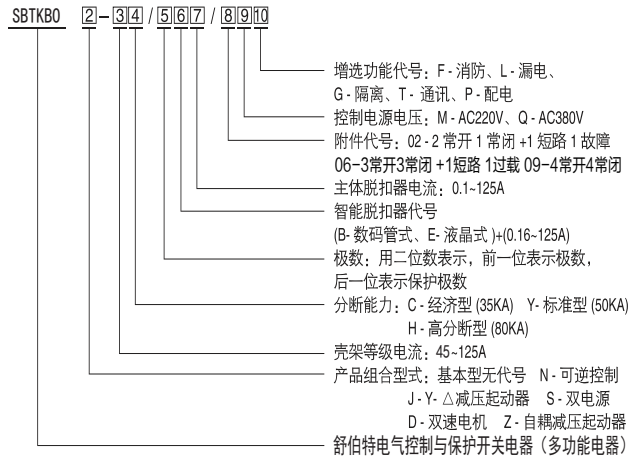 SBTKB0 2-34/567/8910
增选功能代号：F-消防、L-漏电、
G-隔离、T-通讯、P-配电
控制电源电压：M-AC220V、Q-AC380V
附件代号：02-2常开1常闭+1短路1故障
06-3常开3常闭+1短路 1过载 09-4常开4常闭
主体脱扣器电流：0.1~125A
智能脱扣器代号
(B-数码管式、E-液晶式)+(0.16~125A)
极数：用二位数表示，前一位表示极数，
后一位表示保护极数
分断能力：C-经济型(35KA) Y-标准型(50KA)
H-高分断型(80KA)
壳架等级电流：45~125A
产品组合型式：基本型无代号 N-可逆控制
J-Y-△减压起动器 S-双电源
D-双速电机 Z-自耦减压起动器
舒伯特电气控制与保护开关电器（多功能电器）